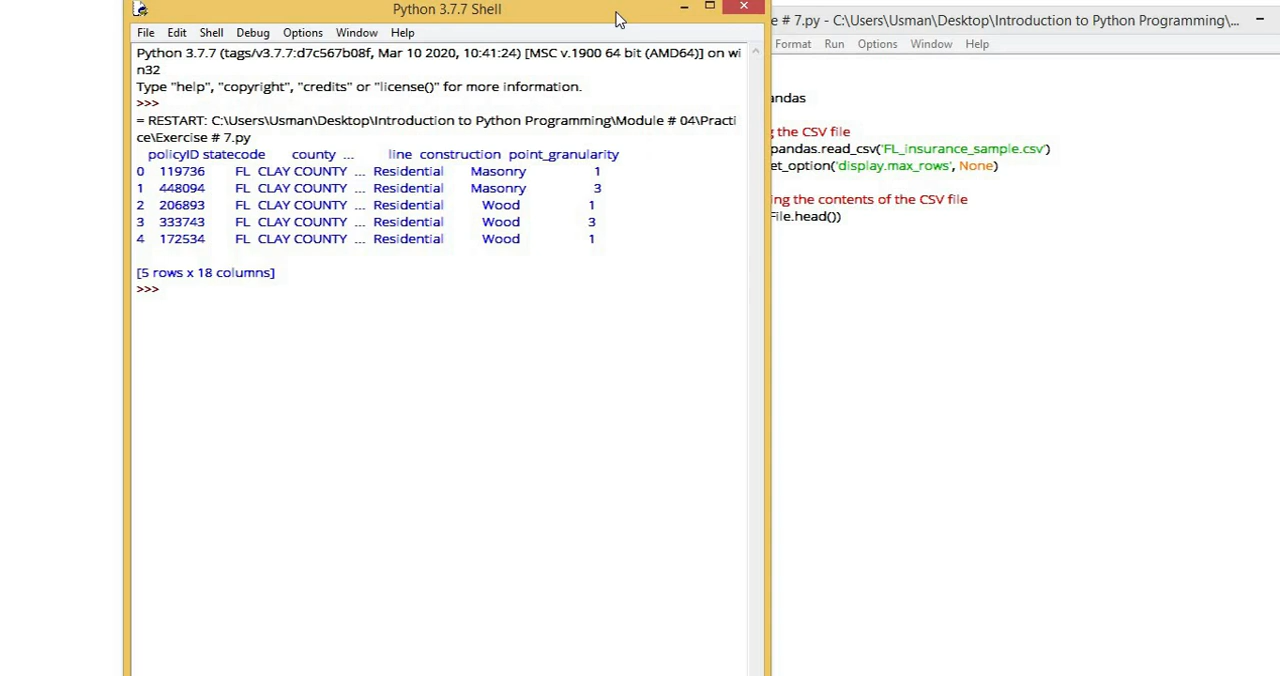 Python 3.7.7 Shell
File Edit Shell Debug Options Window Help
Python 3.7.7 (tags/v3.7.7:d7c567b08f, Mar 10 2020, 10:41:24) [MSC v.1900 64 bit (AMD64)] on wi
n32
Type "help", "copyright", "credits" or "license()" for more information.
>>>
= RESTART: C:\Users\Usman\Desktop\Introduction to Python Programming\Module # 04\Practi
ce\Exercise # 7.py
policyID statecode county ... line construction point_granularity
0 119736 FL CLAY COUNTY ... Residential Masonry 1
1 448094 FL CLAY COUNTY ... Residential Masonry 3
2 206893 FL CLAY COUNTY ... Residential Wood 1
3 333743 FL CLAY COUNTY ... Residential Wood 3
4 172534 FL CLAY COUNTY ... Residential Wood 1
[5 rows x 18 columns]
>>>
e # 7.py - C:\Users\Usman\Desktop\Introduction to Python Programming\...
Format Run Options Window Help
andas
g the CSV file
pandas.read_csv('FL_insurance_sample.csv')
et_option('display.max_rows', None)
ing the contents of the CSV file
File.head())